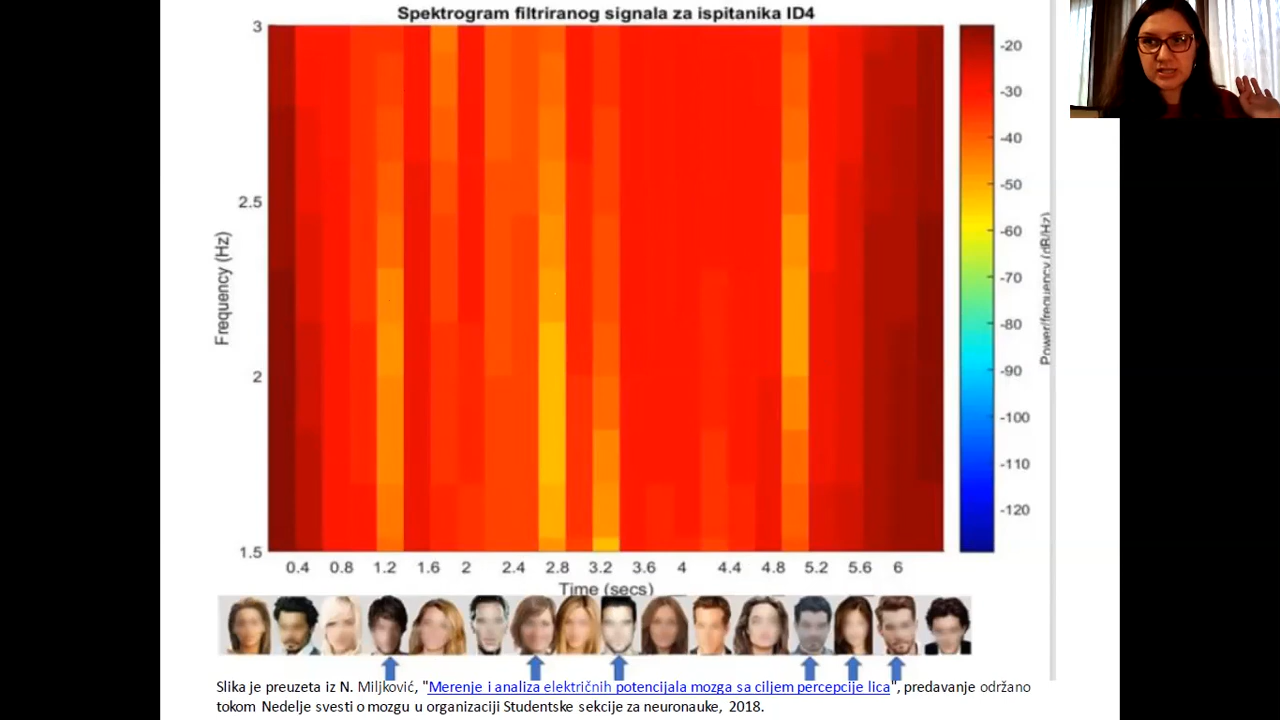 Spektrogram filtriranog signala za ispitanika ID4
3
2.5
2
1.5
Frequency (Hz)
0.4 0.8 1.2 1.6 2 2.4 2.8 3.2 3.6 4 4.4 4.8 5.2 5.6 6
Time (secs)
-20
-30
-40
-50
-60
-70
-80
-90
-100
-110
-120
Power/frequency (dB/Hz)
Slika je preuzeta iz N. Miljković, "Merenje i analiza električnih potencijala mozga sa ciljem percepcije lica", predavanje održano
tokom Nedelje svesti o mozgu u organizaciji Studentske sekcije za neuronauke, 2018.